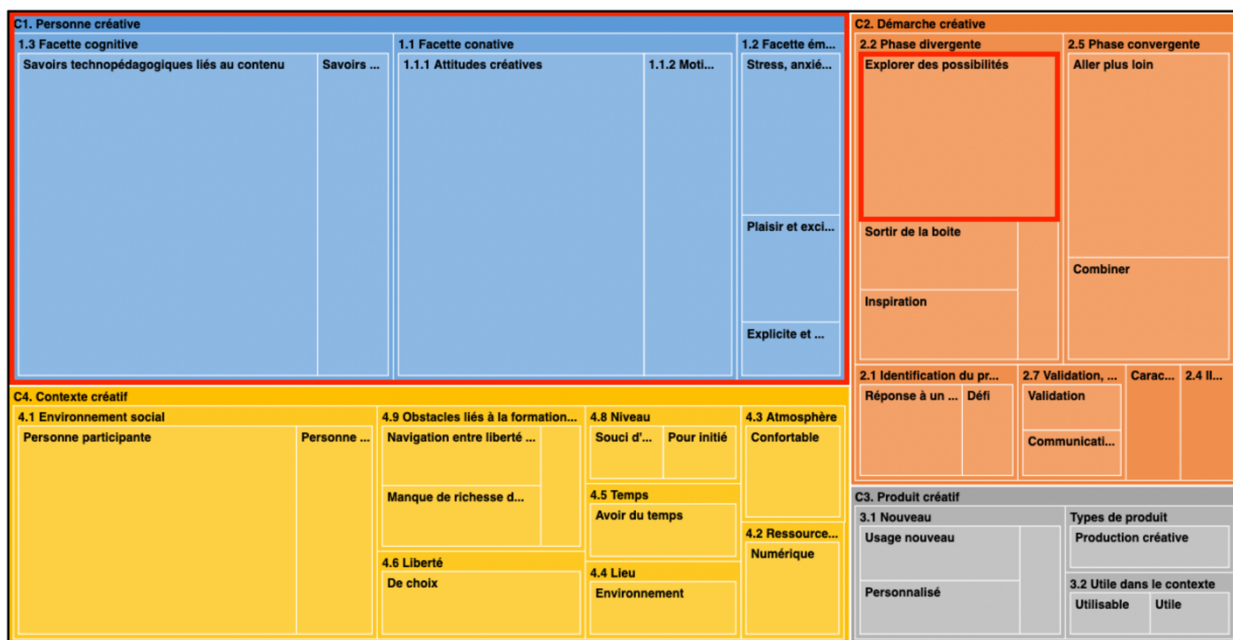 C1. Personne créative
1.3 Facette cognitive
Savoirs technopédagogiques liés au contenu
Savoirs ...
1.1 Facette conative
1.1.1 Attitudes créatives
1.1.2 Moti...
1.2 Facette ém...
Stress, anxié...
Plaisir et exci...
Explicite et ...
C2. Démarche créative
2.2 Phase divergente
Explorer des possibilités
Sortir de la boite
Inspiration
2.5 Phase convergente
Aller plus loin
Combiner
2.1 Identification du pr...
Réponse à un ...
Défi
2.7 Validation, ...
Validation
Communicati...
Carac...
2.4 Il...
C4. Contexte créatif
4.1 Environnement social
Personne participante
Personne ...
4.9 Obstacles liés à la formation...
Navigation entre liberté ...
Manque de richesse d...
4.6 Liberté
De choix
4.8 Niveau
Souci d'...
Pour initié
4.5 Temps
Avoir du temps
4.4 Lieu
Environnement
4.3 Atmosphère
Confortable
4.2 Ressource...
Numérique
C3. Produit créatif
3.1 Nouveau
Usage nouveau
Personnalisé
Types de produit
Production créative
3.2 Utile dans le contexte
Utilisable
Utile